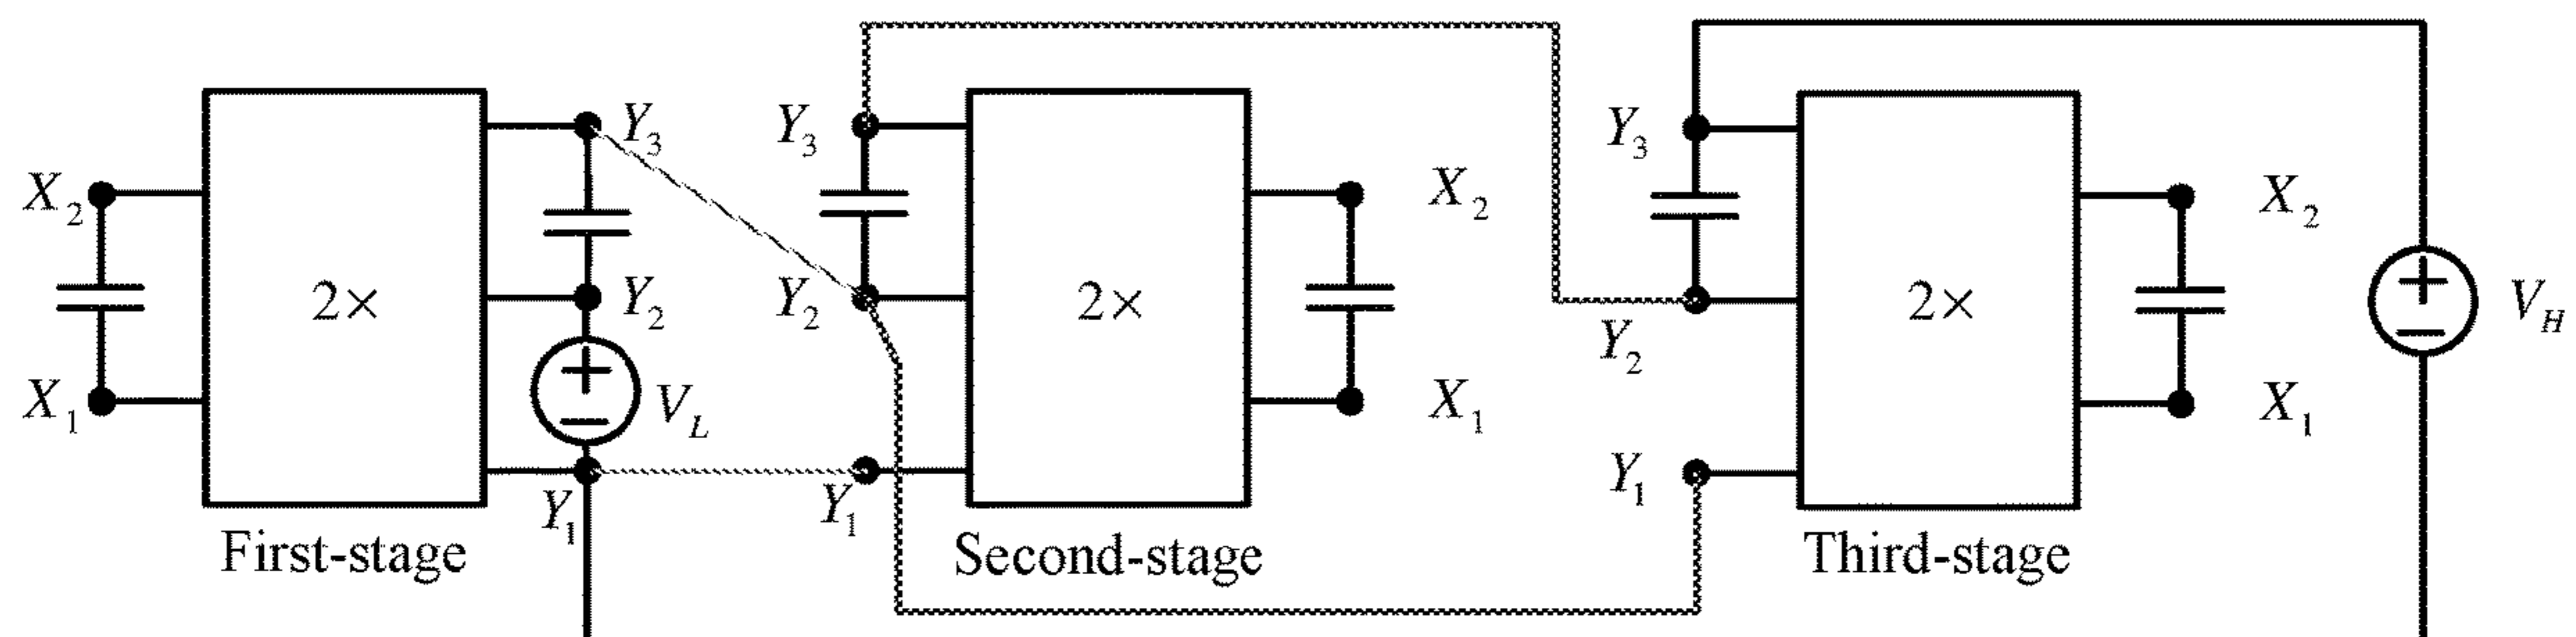 X₂
X₁
2×
First-stage
Y₃
Y₂
V_L
Y₁
Y₃
Y₂
Y₁
2×
Second-stage
X₂
X₁
Y₃
Y₂
Y₁
2×
Third-stage
X₂
X₁
V_H